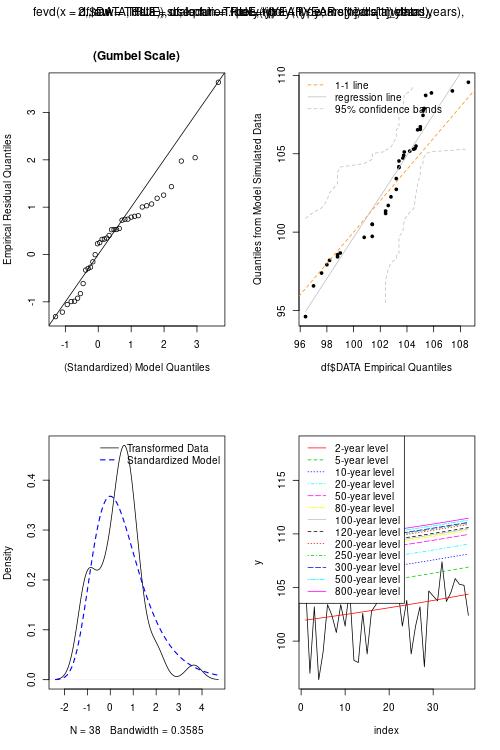 fevd(x =
(Gumbel Scale)
Empirical Residual Quantiles
3
2
1
0
-1
-1 0 1 2 3
(Standardized) Model Quantiles
Quantiles from Model Simulated Data
110
105
100
95
1-1 line
regression line
95% confidence bands
96 98 100 102 104 106 108
df$DATA Empirical Quantiles
Density
0.4
0.3
0.2
0.1
0.0
Transformed Data
Standardized Model
-2 -1 0 1 2 3 4
N = 38 Bandwidth = 0.3585
y
115
110
105
100
2-year level
5-year level
10-year level
20-year level
50-year level
80-year level
100-year level
120-year level
200-year level
250-year level
300-year level
500-year level
800-year level
0 10 20 30
index